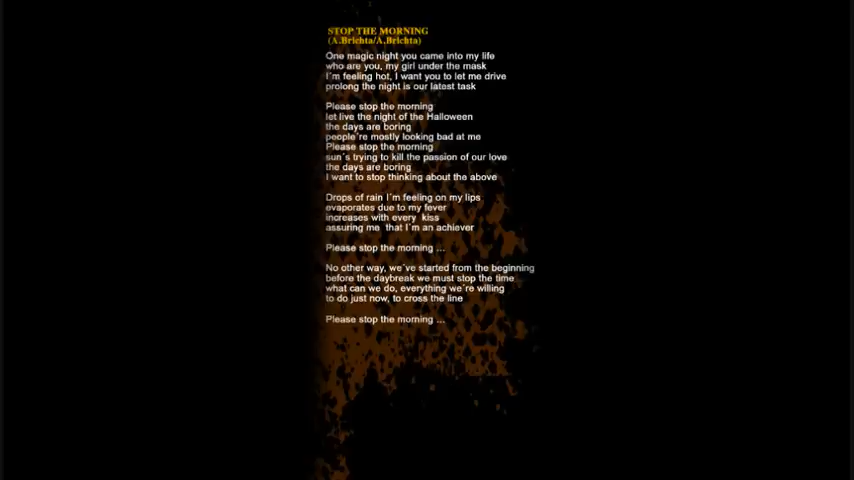 STOP THE MORNING
(A.Brichta/A.Brichta)
One magic night you came into my life
who are you, my girl under the mask
I´m feeling hot, I want you to let me drive
prolong the night is our latest task
Please stop the morning
let live the night of the Halloween
the days are boring
people´re mostly looking bad at me
Please stop the morning
sun´s trying to kill the passion of our love
the days are boring
I want to stop thinking about the above
Drops of rain I´m feeling on my lips
evaporates due to my fever
increases with every  kiss
assuring me  that I´m an achiever
Please stop the morning ...
No other way, we´ve started from the beginning
before the daybreak we must stop the time
what can we do, everything we´re willing
to do just now, to cross the line
Please stop the morning ...